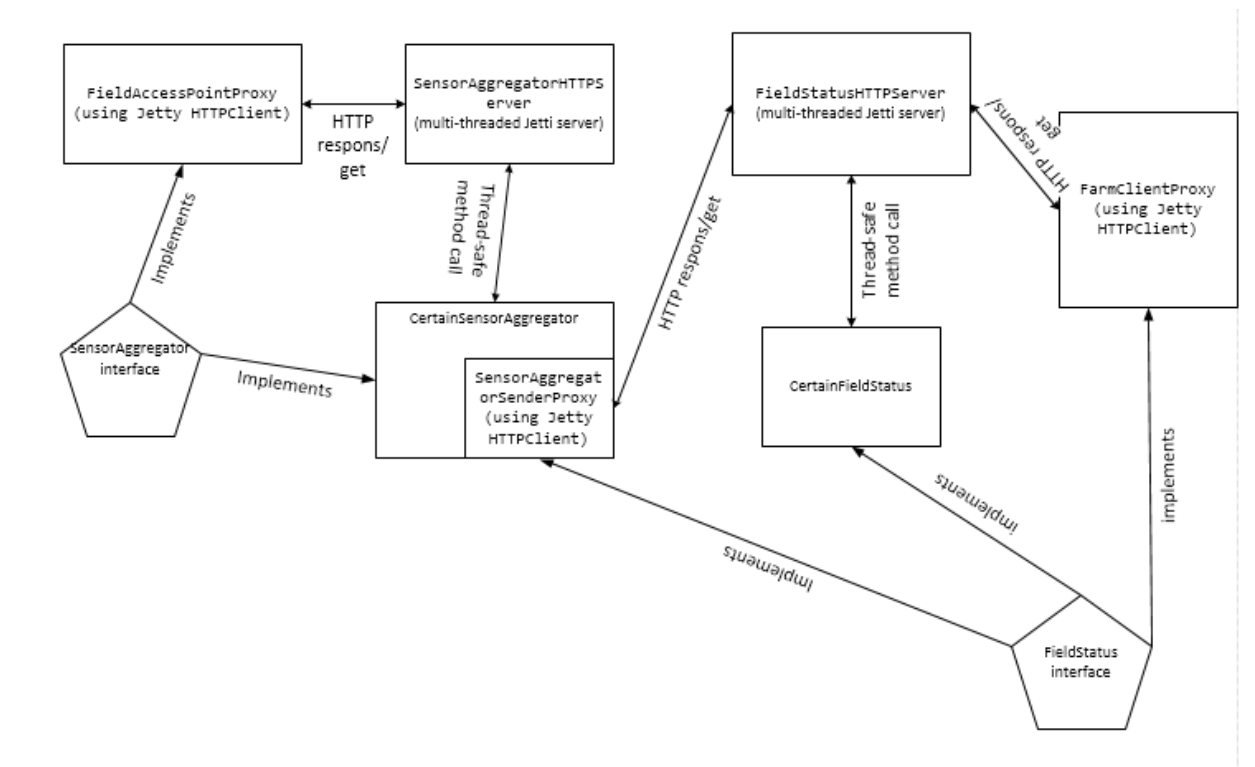 FieldAccessPointProxy
(using Jetty HTTPClient)
HTTP
respons/
get
SensorAggregatorHTTPS
erver
(multi-threaded Jetti server)
FieldStatusHTTPServer
(multi-threaded Jetti server)
HTTP respons/
get
FarmClientProxy
(using Jetty
HTTPClient)
Implements
Thread-safe
method call
HTTP respons/get
Thread-safe
method call
SensorAggregator
interface
Implements
CertainSensorAggregator
SensorAggregat
orSenderProxy
(using Jetty
HTTPClient)
CertainFieldStatus
Implements
implements
implements
FieldStatus
interface